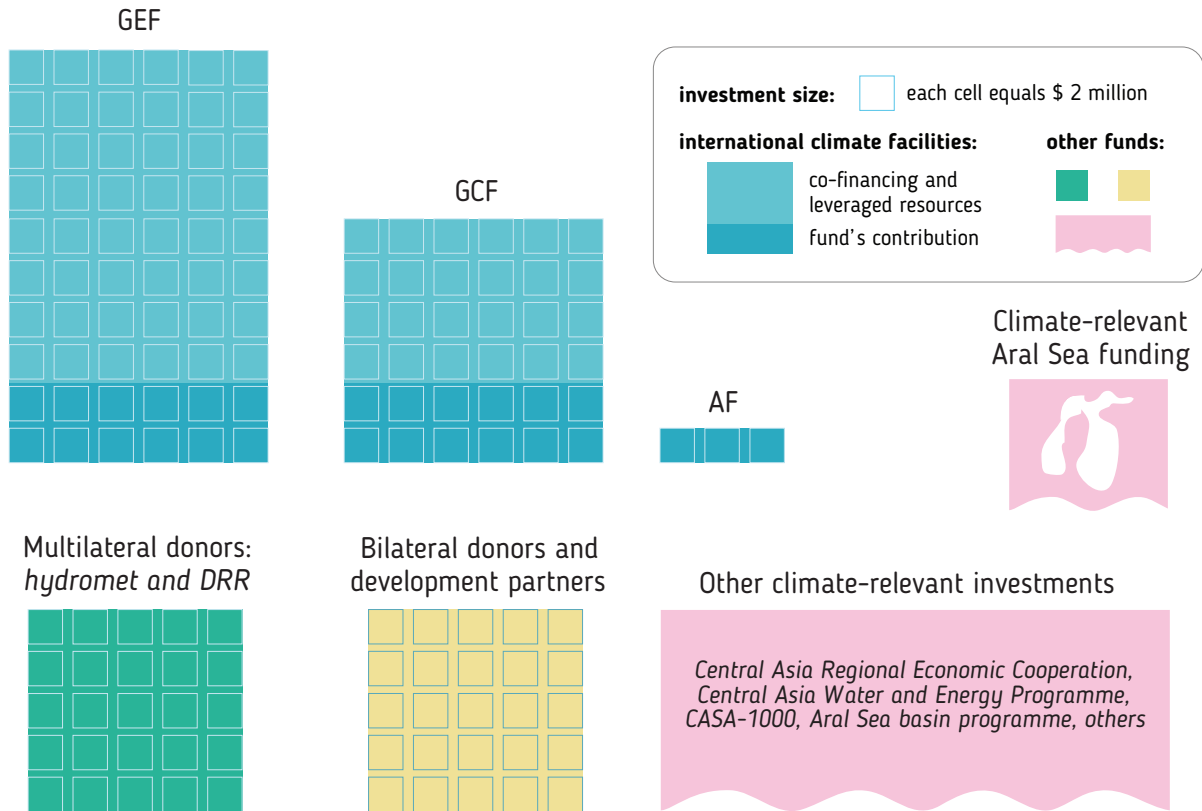 GEF
GCF
AF
investment size:
each cell equals $ 2 million
international climate facilities:
co-financing and
leveraged resources
fund's contribution
other funds:
Climate-relevant
Aral Sea funding
Multilateral donors:
hydromet and DRR
Bilateral donors and
development partners
Other climate-relevant investments
Central Asia Regional Economic Cooperation,
Central Asia Water and Energy Programme,
CASA-1000, Aral Sea basin programme, others